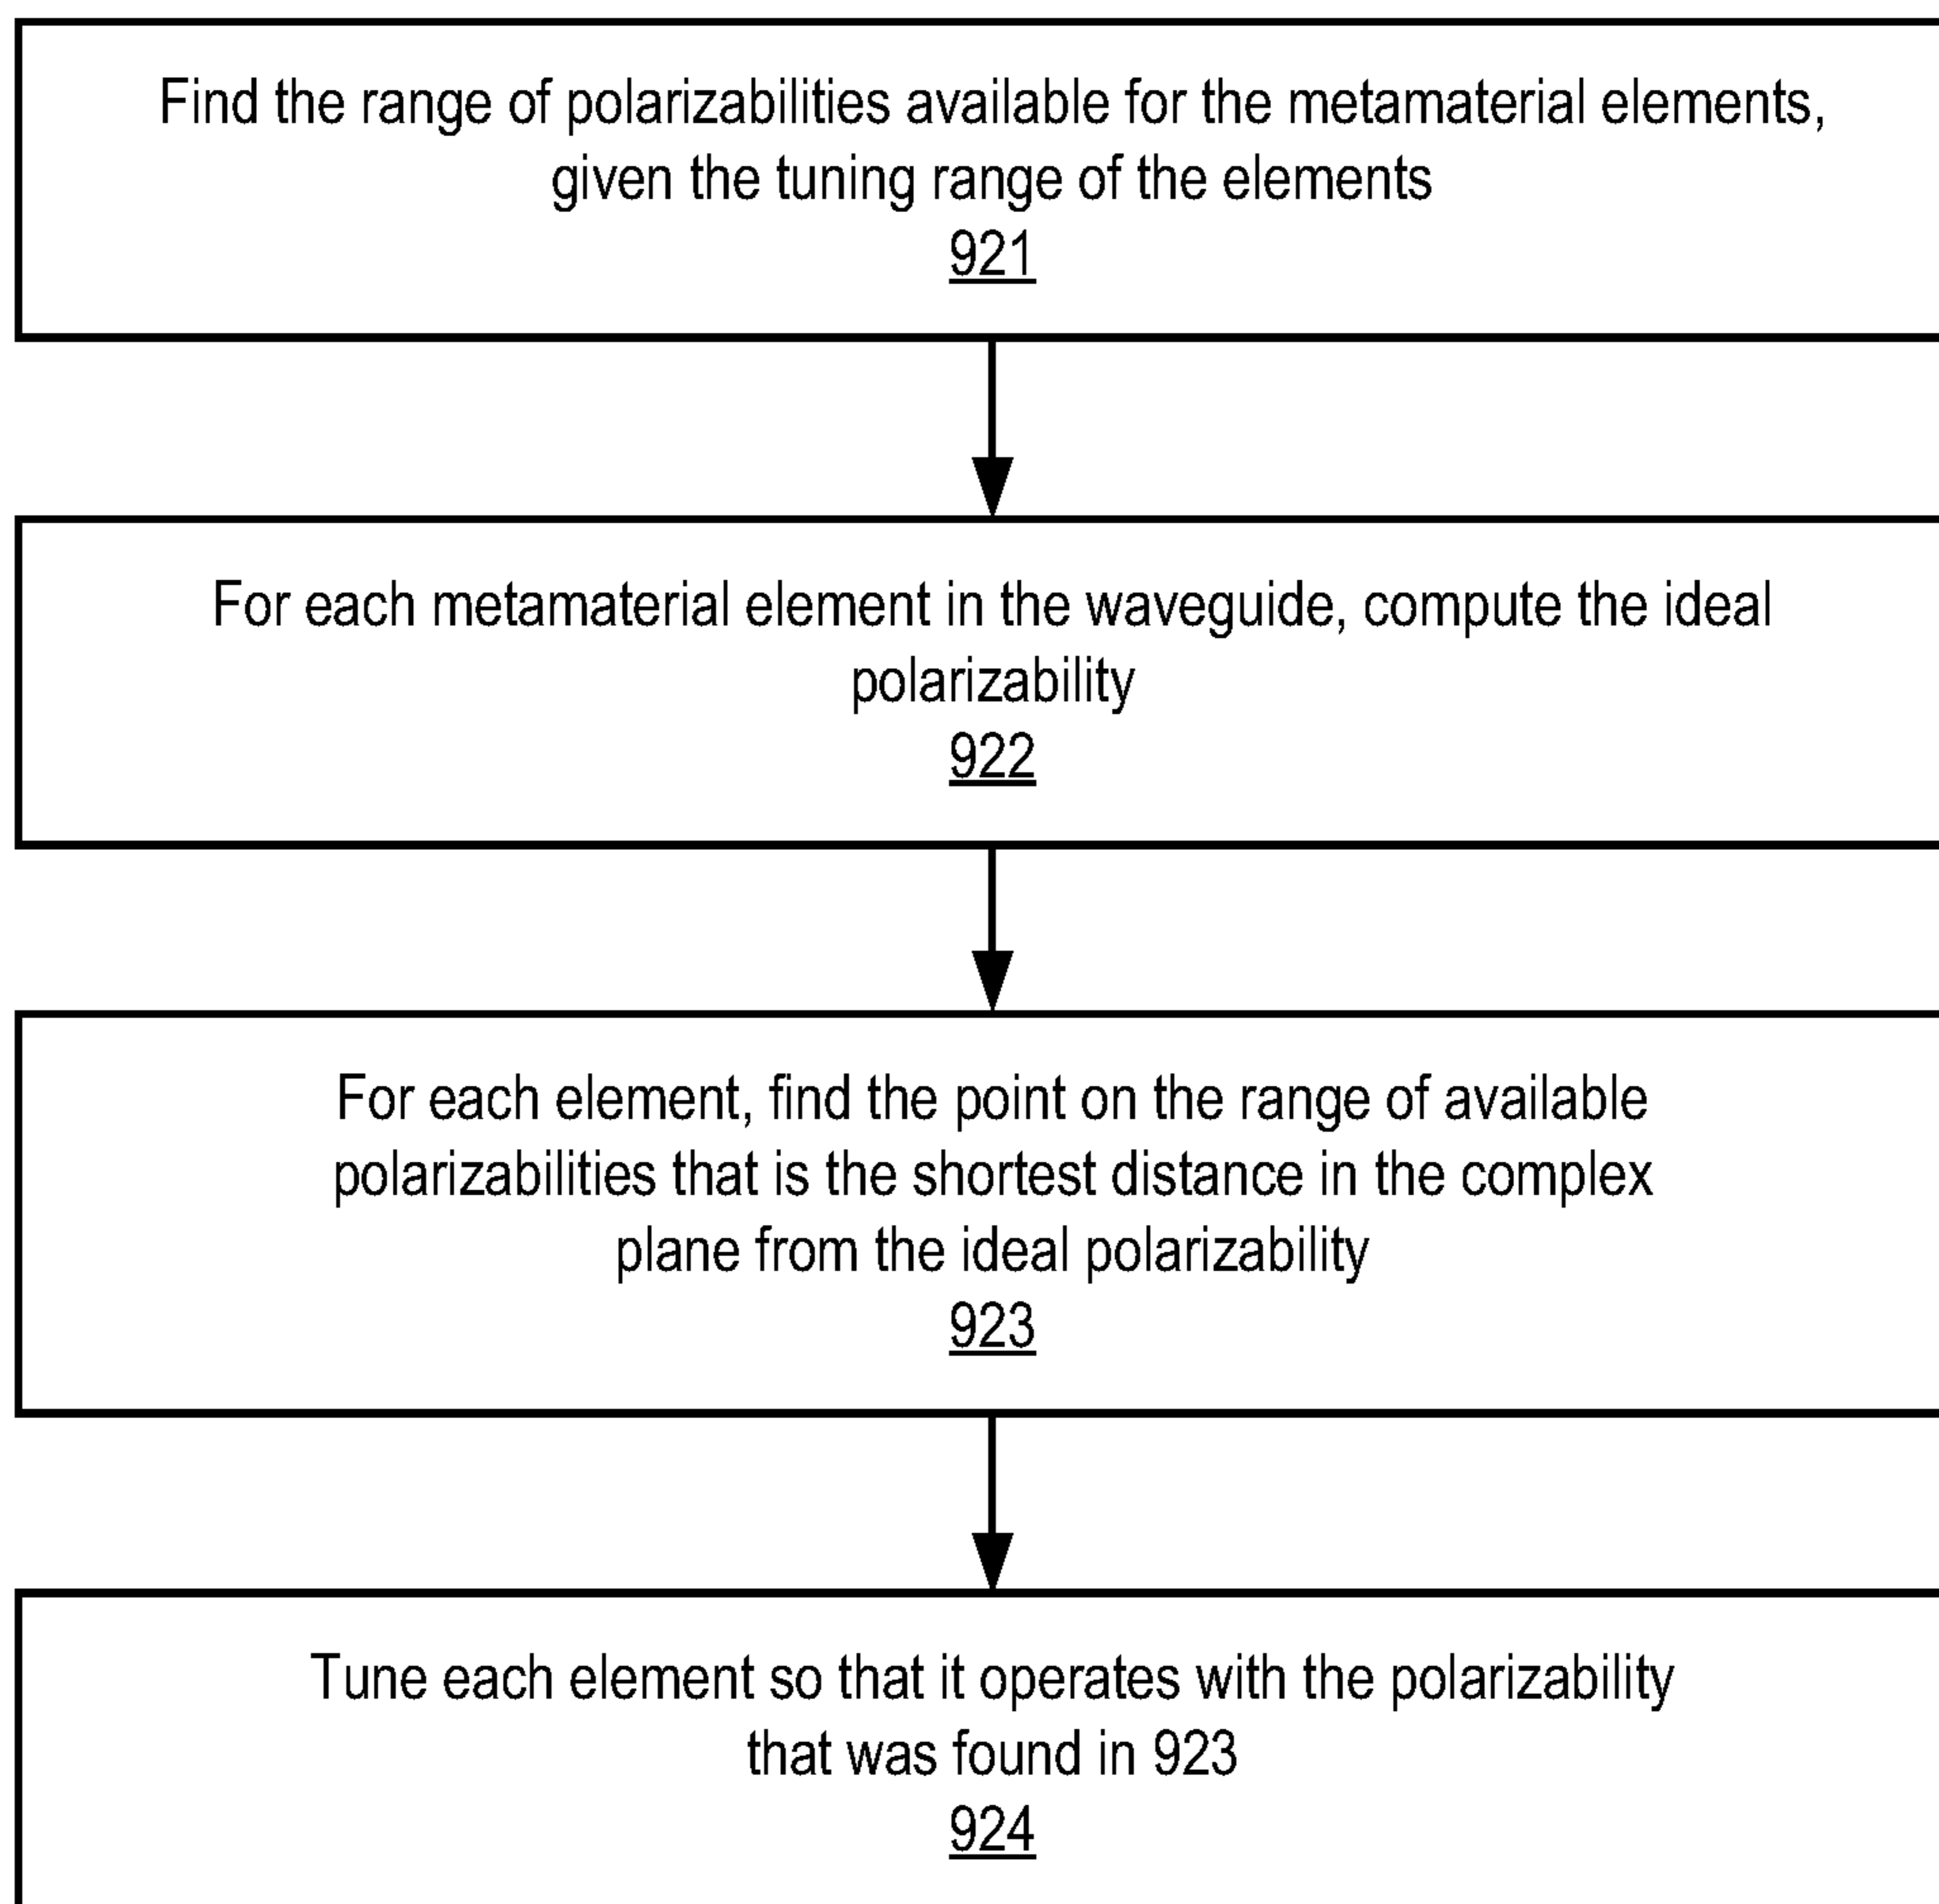 Find the range of polarizabilities available for the metamaterial elements,
given the tuning range of the elements
921
For each metamaterial element in the waveguide, compute the ideal
polarizability
922
For each element, find the point on the range of available
polarizabilities that is the shortest distance in the complex
plane from the ideal polarizability
923
Tune each element so that it operates with the polarizability
that was found in 923
924